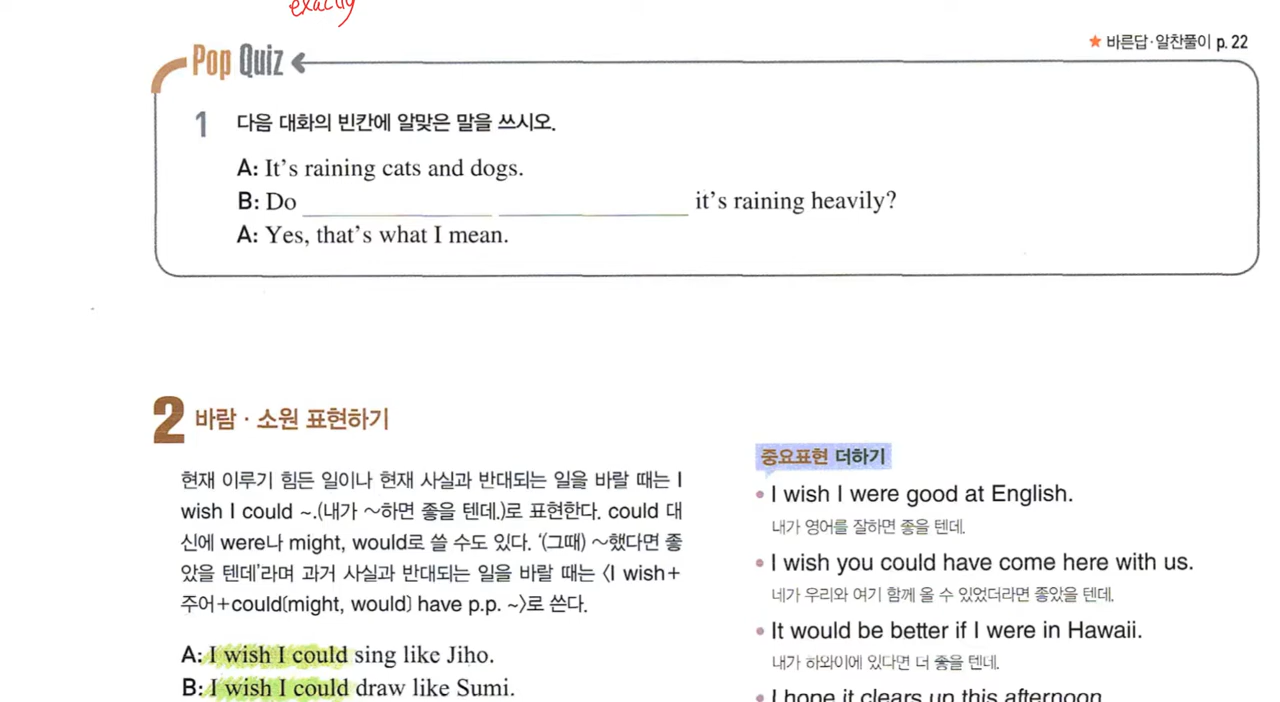 exactly
★ 바른답·알찬풀이 p. 22
Pop Quiz
1 다음 대화의 빈칸에 알맞은 말을 쓰시오.
A: It's raining cats and dogs.
B: Do ______ ______ it's raining heavily?
A: Yes, that's what I mean.
2 바람·소원 표현하기
현재 이루기 힘든 일이나 현재 사실과 반대되는 일을 바랄 때는 I
wish I could ~.(내가 ~하면 좋을 텐데.)로 표현한다. could 대
신에 were나 might, would로 쓸 수도 있다. '(그때) ~했다면 좋
았을 텐데'라며 과거 사실과 반대되는 일을 바랄 때는 〈I wish+
주어+could(might, would) have p.p. ~〉로 쓴다.
A: I wish I could sing like Jiho.
B: I wish I could draw like Sumi.
중요표현 더하기
• I wish I were good at English.
내가 영어를 잘하면 좋을 텐데.
• I wish you could have come here with us.
네가 우리와 여기 함께 올 수 있었더라면 좋았을 텐데.
• It would be better if I were in Hawaii.
내가 하와이에 있다면 더 좋을 텐데.
• I hope it clears up this afternoon.